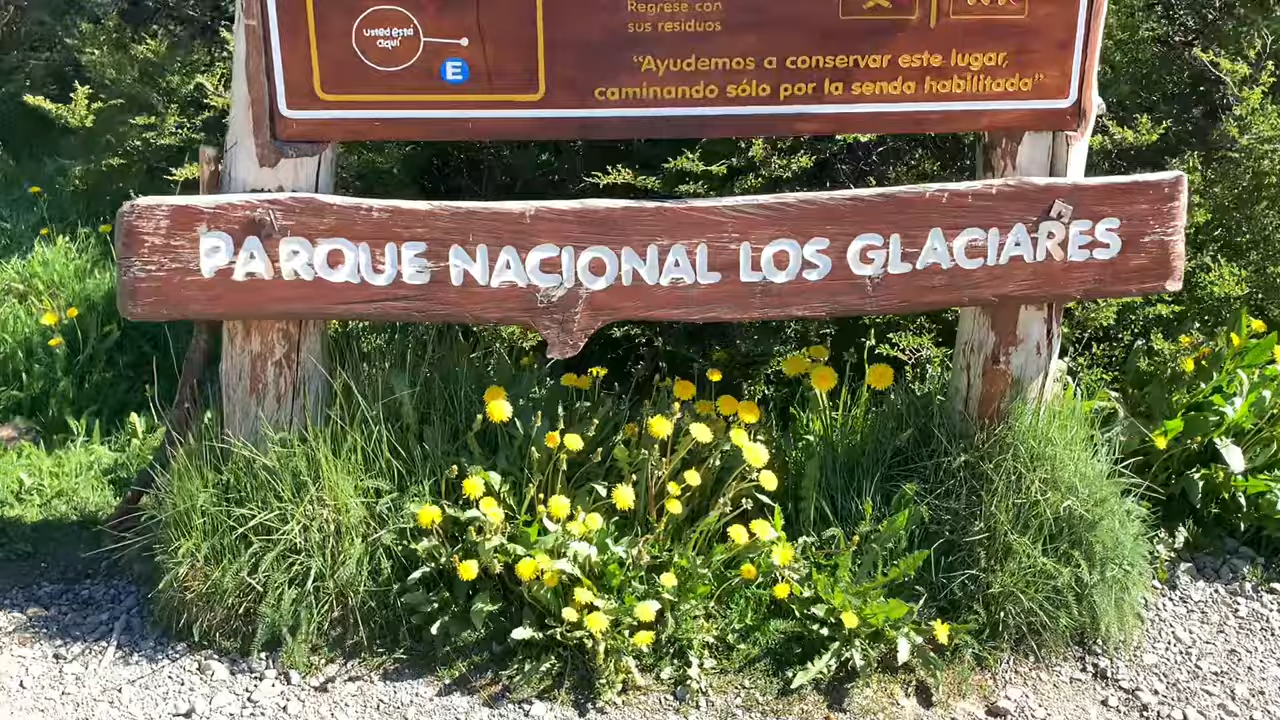 Usted está
aquí
E
Regrese con
sus residuos
"Ayudemos a conservar este lugar,
caminando sólo por la senda habilitada"
PARQUE NACIONAL LOS GLACIARES